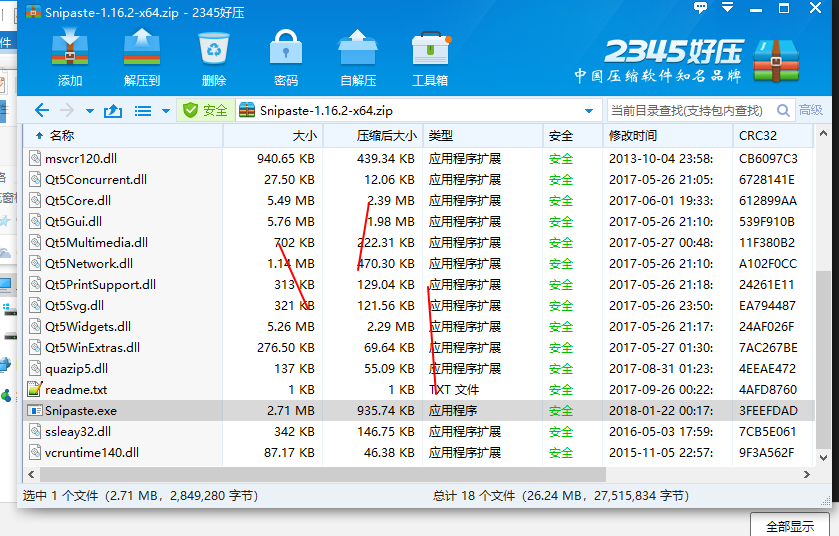 Snipaste-1.16.2-x64.zip - 2345好压
添加 解压到 删除 密码 自解压 工具箱
2345好压
中国压缩软件知名品牌
安全 Snipaste-1.16.2-x64.zip 当前目录查找(支持包内查找) 高级
名称 大小 压缩后大小 类型 安全 修改时间 CRC32
msvcr120.dll 940.65 KB 439.34 KB 应用程序扩展 安全 2013-10-04 23:58: CB6097C3
Qt5Concurrent.dll 27.50 KB 12.06 KB 应用程序扩展 安全 2017-05-26 21:05: 6728141E
Qt5Core.dll 5.49 MB 2.39 MB 应用程序扩展 安全 2017-06-01 19:33: 612899AA
Qt5Gui.dll 5.76 MB 1.98 MB 应用程序扩展 安全 2017-05-26 21:10: 539F910B
Qt5Multimedia.dll 702 KB 222.31 KB 应用程序扩展 安全 2017-05-27 00:48: 11F380B2
Qt5Network.dll 1.14 MB 470.30 KB 应用程序扩展 安全 2017-05-26 21:10: A102F0CC
Qt5PrintSupport.dll 313 KB 129.04 KB 应用程序扩展 安全 2017-05-26 21:18: 24261E11
Qt5Svg.dll 321 KB 121.56 KB 应用程序扩展 安全 2017-05-26 23:50: EA794487
Qt5Widgets.dll 5.26 MB 2.29 MB 应用程序扩展 安全 2017-05-26 21:17: 24AF026F
Qt5WinExtras.dll 276.50 KB 69.64 KB 应用程序扩展 安全 2017-05-27 01:30: 7AC267BE
quazip5.dll 137 KB 55.09 KB 应用程序扩展 安全 2017-08-31 01:23: 4EEAE472
readme.txt 1 KB 1 KB TXT 文件 安全 2017-09-26 00:22: 4AFD8760
Snipaste.exe 2.71 MB 935.74 KB 应用程序 安全 2018-01-22 00:17: 3FEEFDAD
ssleay32.dll 342 KB 146.75 KB 应用程序扩展 安全 2016-05-03 17:59: 7CB5E061
vcruntime140.dll 87.17 KB 46.38 KB 应用程序扩展 安全 2015-11-05 22:57: 9F3A562F
选中 1 个文件（2.71 MB，2,849,280 字节） 总计 18 个文件（26.24 MB，27,515,834 字节）
全部显示